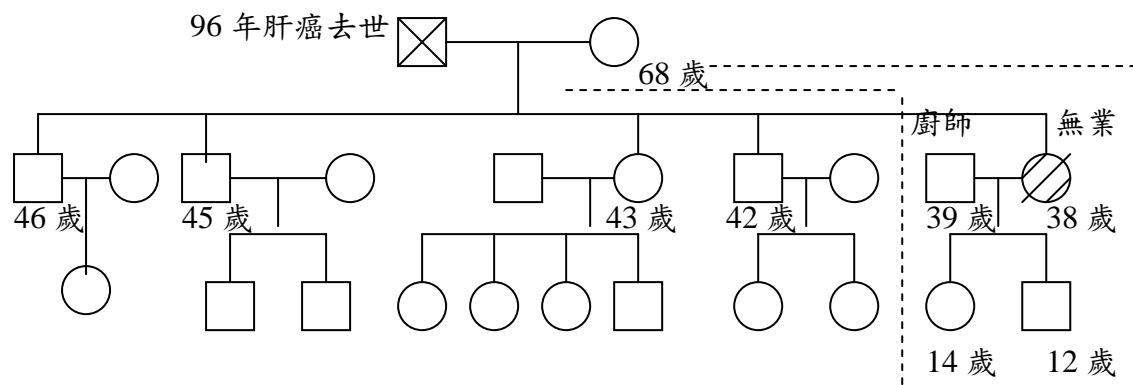 96 年肝癌去世
68 歲
廚師 無業
46 歲 45 歲 43 歲 42 歲 39 歲 38 歲
14 歲 12 歲